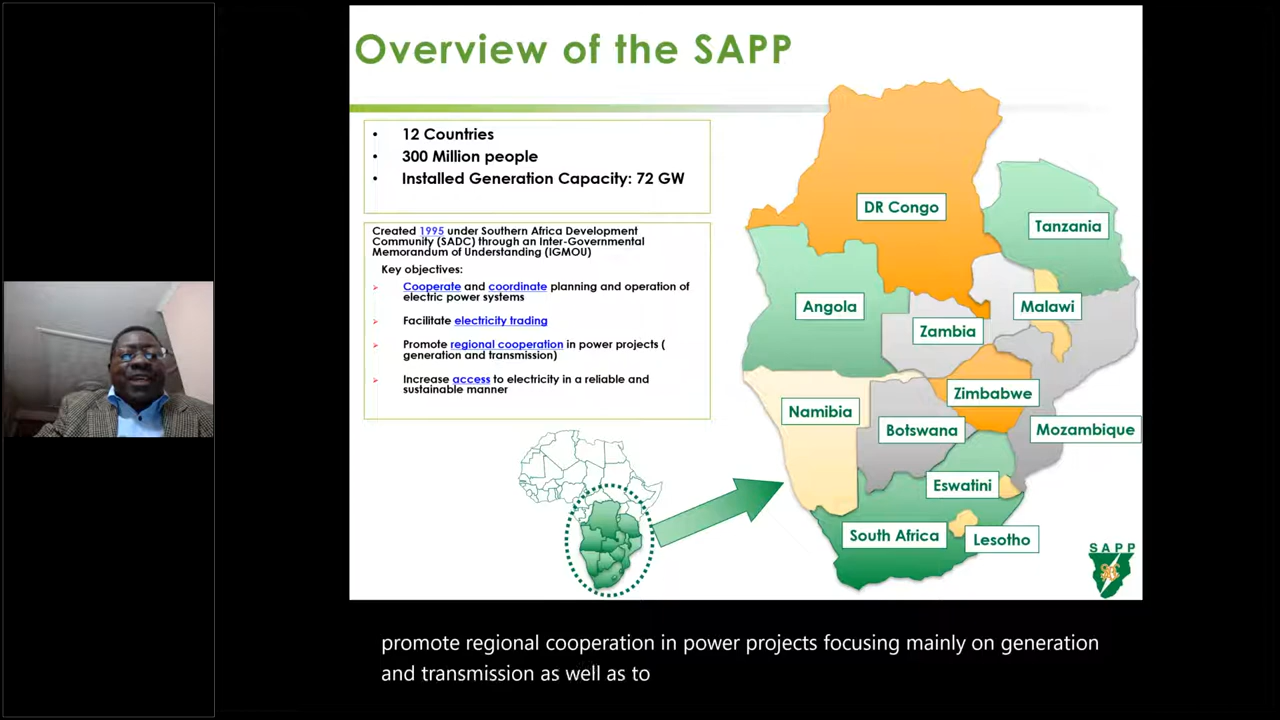 Overview of the SAPP
• 12 Countries
• 300 Million people
• Installed Generation Capacity: 72 GW
Created 1995 under Southern Africa Development
Community (SADC) through an Inter-Governmental
Memorandum of Understanding (IGMOU)
Key objectives:
Cooperate and coordinate planning and operation of
electric power systems
Facilitate electricity trading
Promote regional cooperation in power projects (
generation and transmission)
Increase access to electricity in a reliable and
sustainable manner
DR Congo
Tanzania
Angola
Malawi
Zambia
Zimbabwe
Namibia
Botswana
Mozambique
Eswatini
South Africa
Lesotho
SAPP
promote regional cooperation in power projects focusing mainly on generation
and transmission as well as to